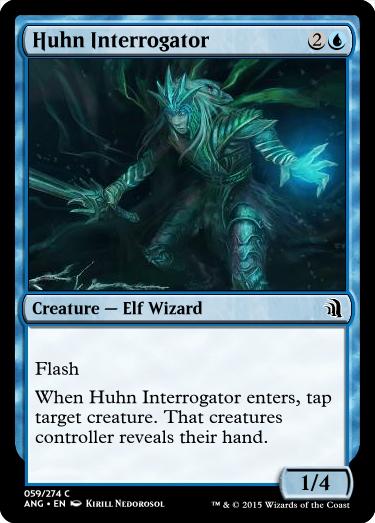 Huhn Interrogator 2
Creature — Elf Wizard
Flash
When Huhn Interrogator enters, tap
target creature. That creatures
controller reveals their hand.
1/4
059/274 C
ANG • EN Kirill Nedorosol
™ & © 2015 Wizards of the Coast